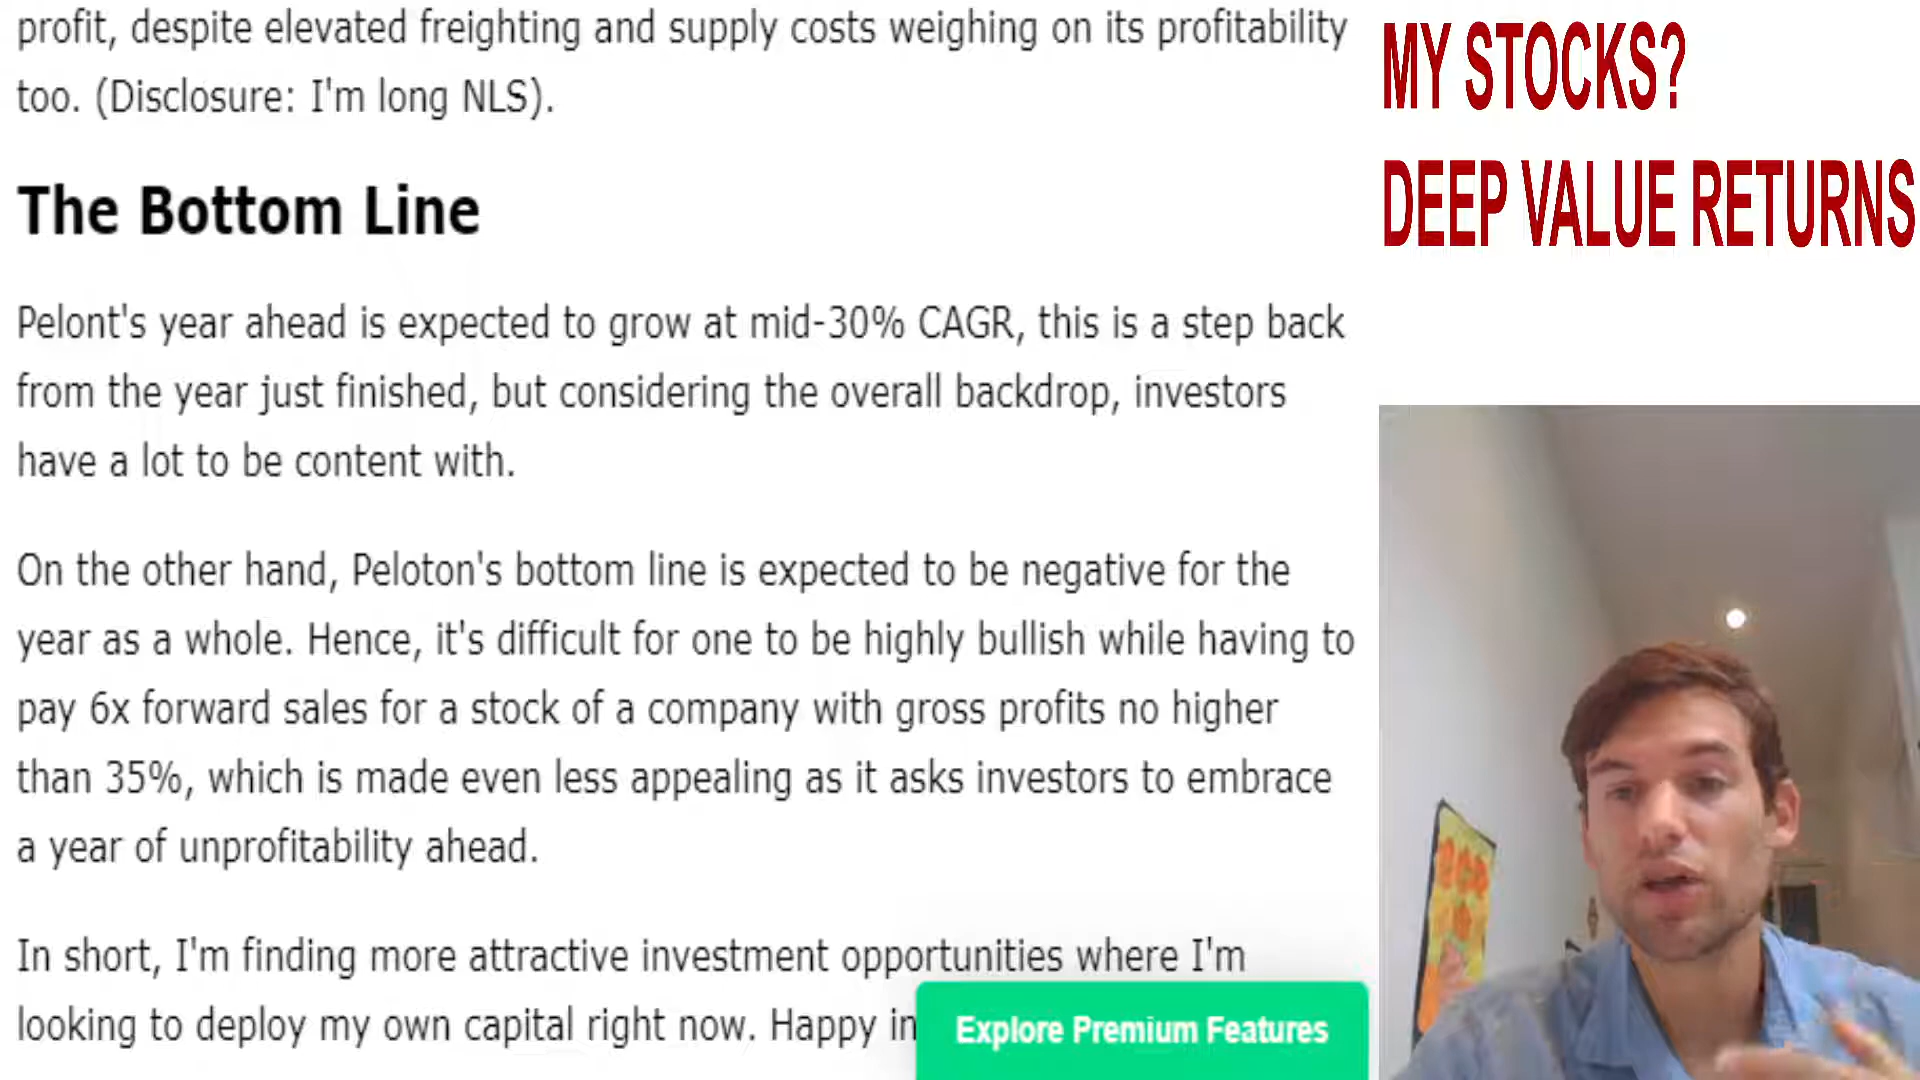 profit, despite elevated freighting and supply costs weighing on its profitability
too. (Disclosure: I'm long NLS).
The Bottom Line
Pelont's year ahead is expected to grow at mid-30% CAGR, this is a step back
from the year just finished, but considering the overall backdrop, investors
have a lot to be content with.
On the other hand, Peloton's bottom line is expected to be negative for the
year as a whole. Hence, it's difficult for one to be highly bullish while having to
pay 6x forward sales for a stock of a company with gross profits no higher
than 35%, which is made even less appealing as it asks investors to embrace
a year of unprofitability ahead.
In short, I'm finding more attractive investment opportunities where I'm
looking to deploy my own capital right now. Happy in
Explore Premium Features
MY STOCKS?
DEEP VALUE RETURNS